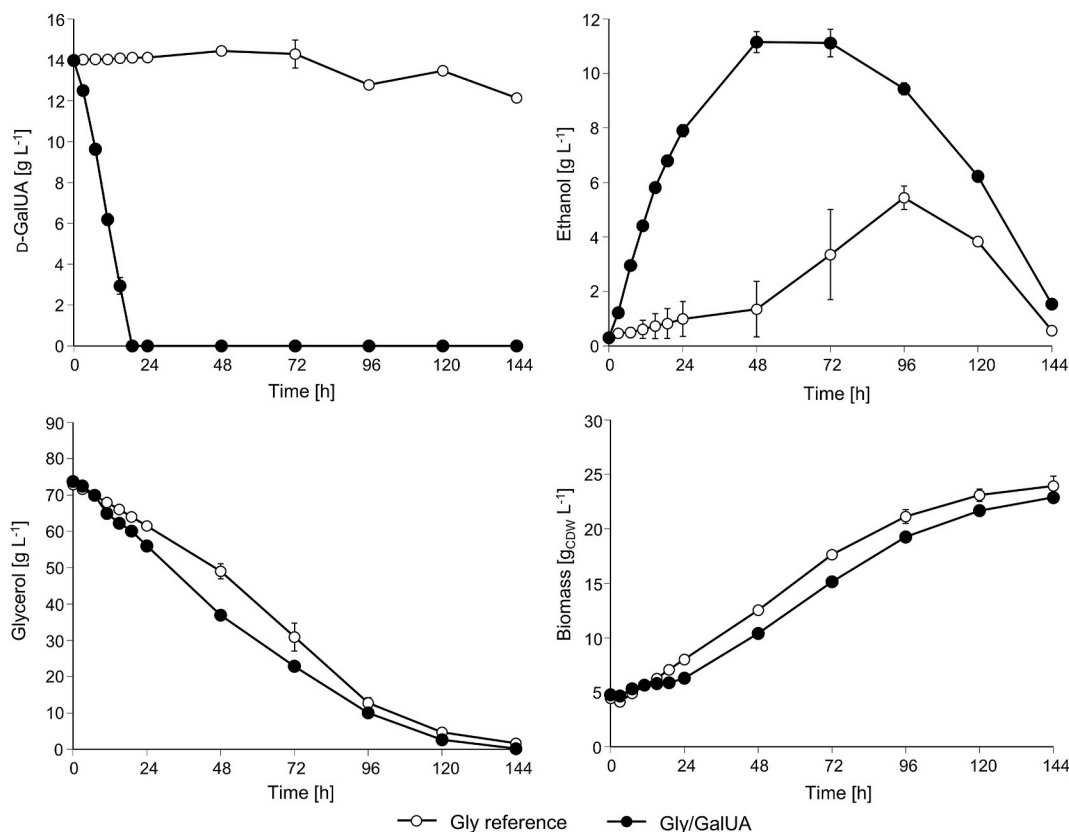 16
14
12
10
8
6
4
2
0
D-GalUA [g L⁻¹]
0 24 48 72 96 120 144
Time [h]
12
10
8
6
4
2
0
Ethanol [g L⁻¹]
0 24 48 72 96 120 144
Time [h]
90
80
70
60
50
40
30
20
10
0
Glycerol [g L⁻¹]
0 24 48 72 96 120 144
Time [h]
30
25
20
15
10
5
0
Biomass [gCDW L⁻¹]
0 24 48 72 96 120 144
Time [h]
Gly reference Gly/GalUA